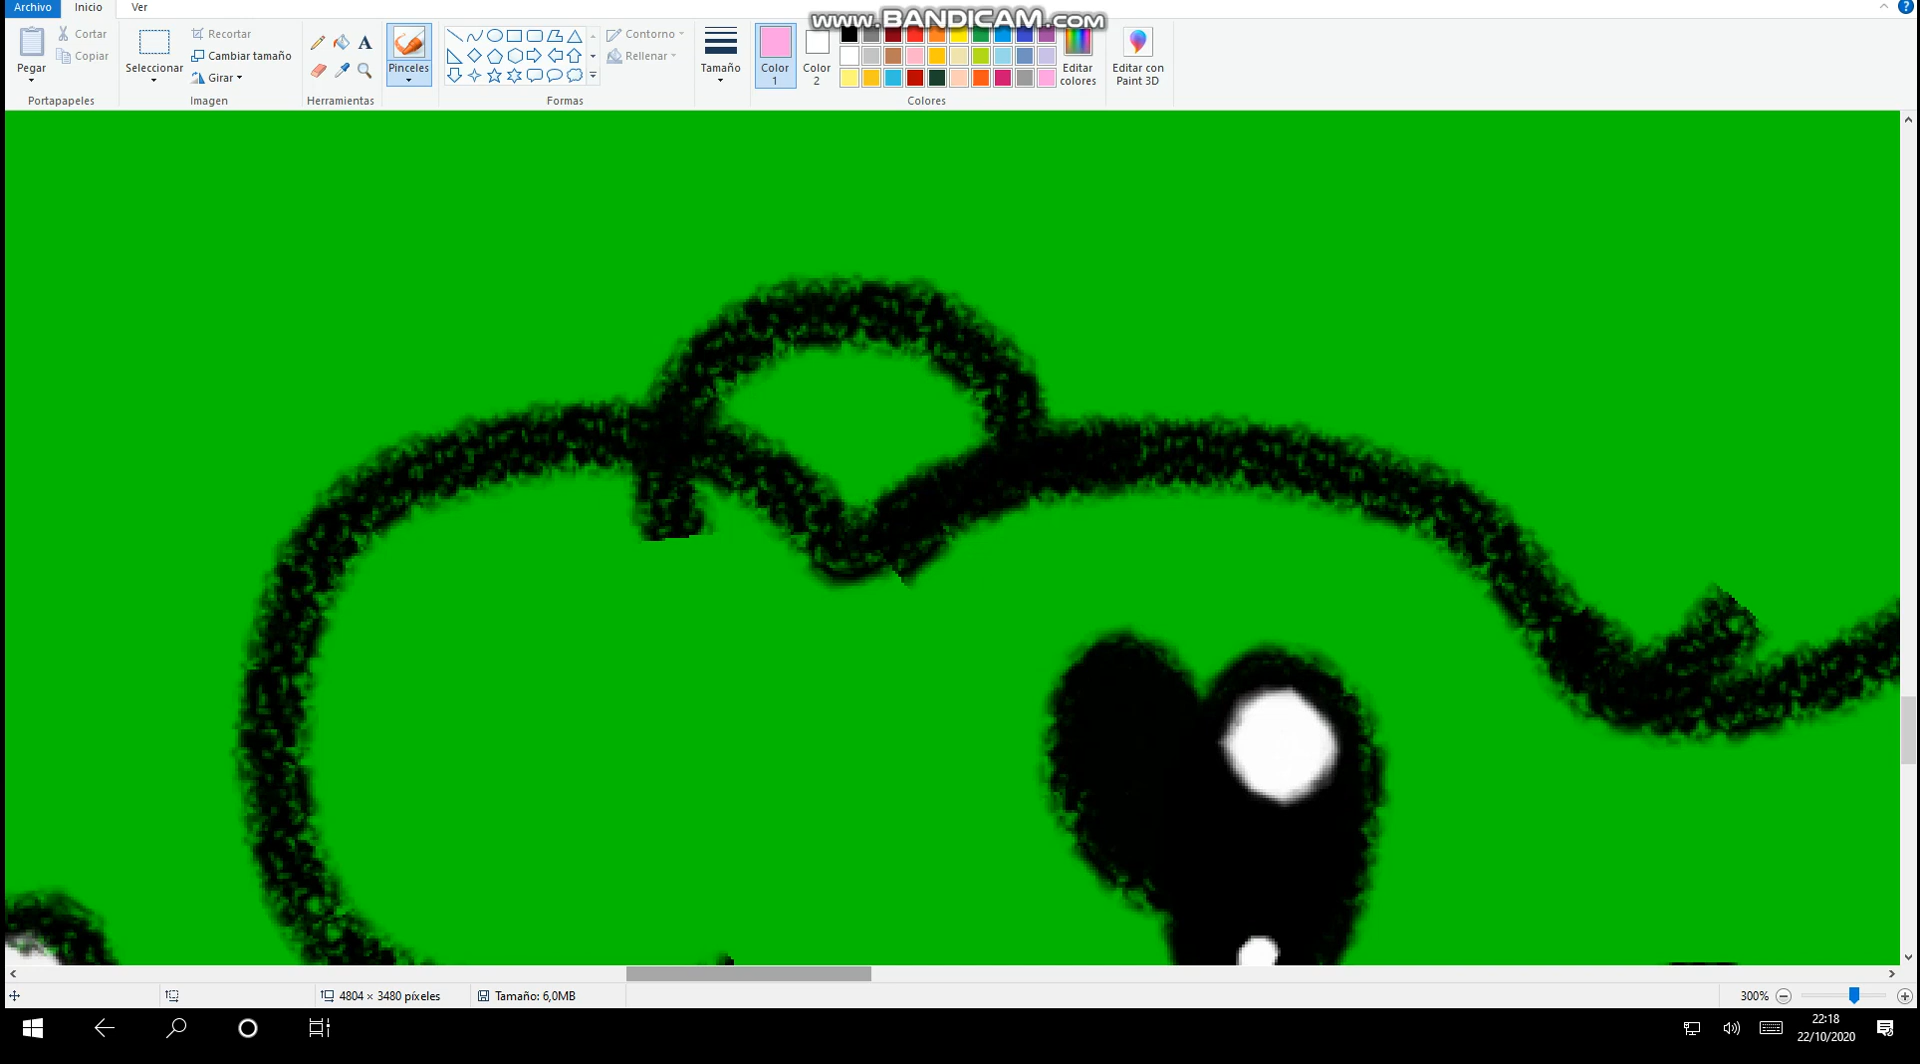 Archivo Inicio Ver
www.BANDICAM.com
Pegar
Cortar
Copiar
Portapapeles
Seleccionar
Recortar
Cambiar tamaño
Girar
Imagen
A
Herramientas
Pinceles
Contorno
Rellenar
Formas
Tamaño
Color
1
Color
2
Editar
colores
Colores
Editar con
Paint 3D
4804 × 3480 píxeles
Tamaño: 6,0MB
300%
22:18
22/10/2020